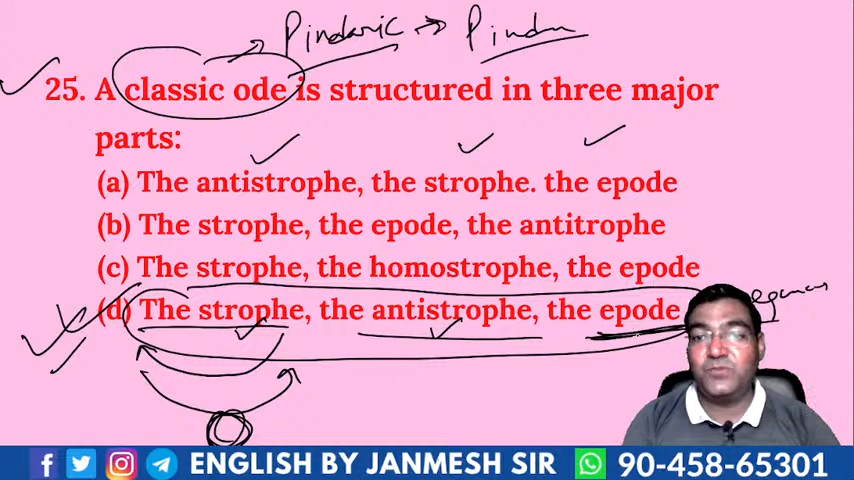 Pindaric → Pindar
25. A classic ode is structured in three major
parts:
(a) The antistrophe, the strophe. the epode
(b) The strophe, the epode, the antitrophe
(c) The strophe, the homostrophe, the epode
(d) The strophe, the antistrophe, the epode
ENGLISH BY JANMESH SIR 90-458-65301